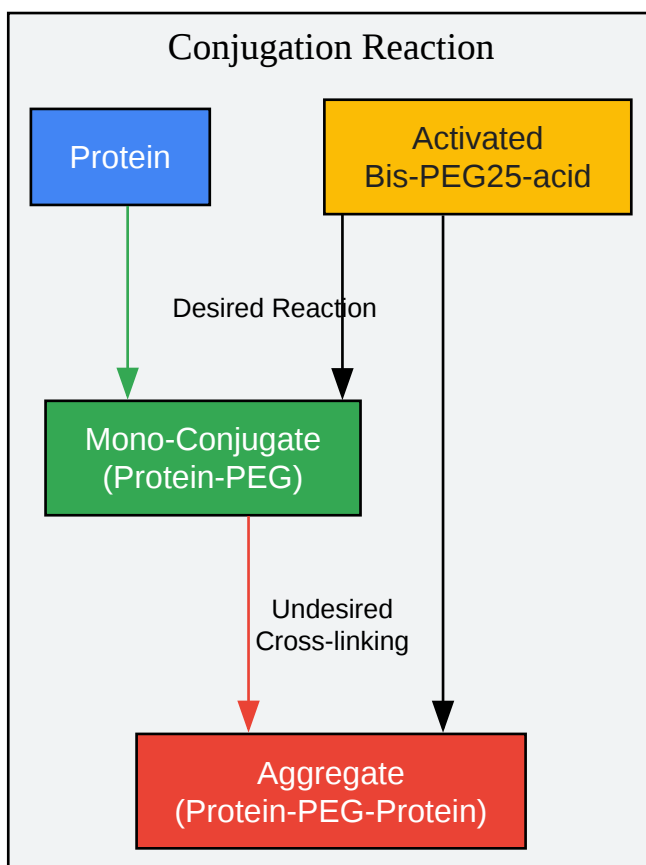 Conjugation Reaction
Protein
Activated
Bis-PEG25-acid
Desired Reaction
Mono-Conjugate
(Protein-PEG)
Undesired
Cross-linking
Aggregate
(Protein-PEG-Protein)